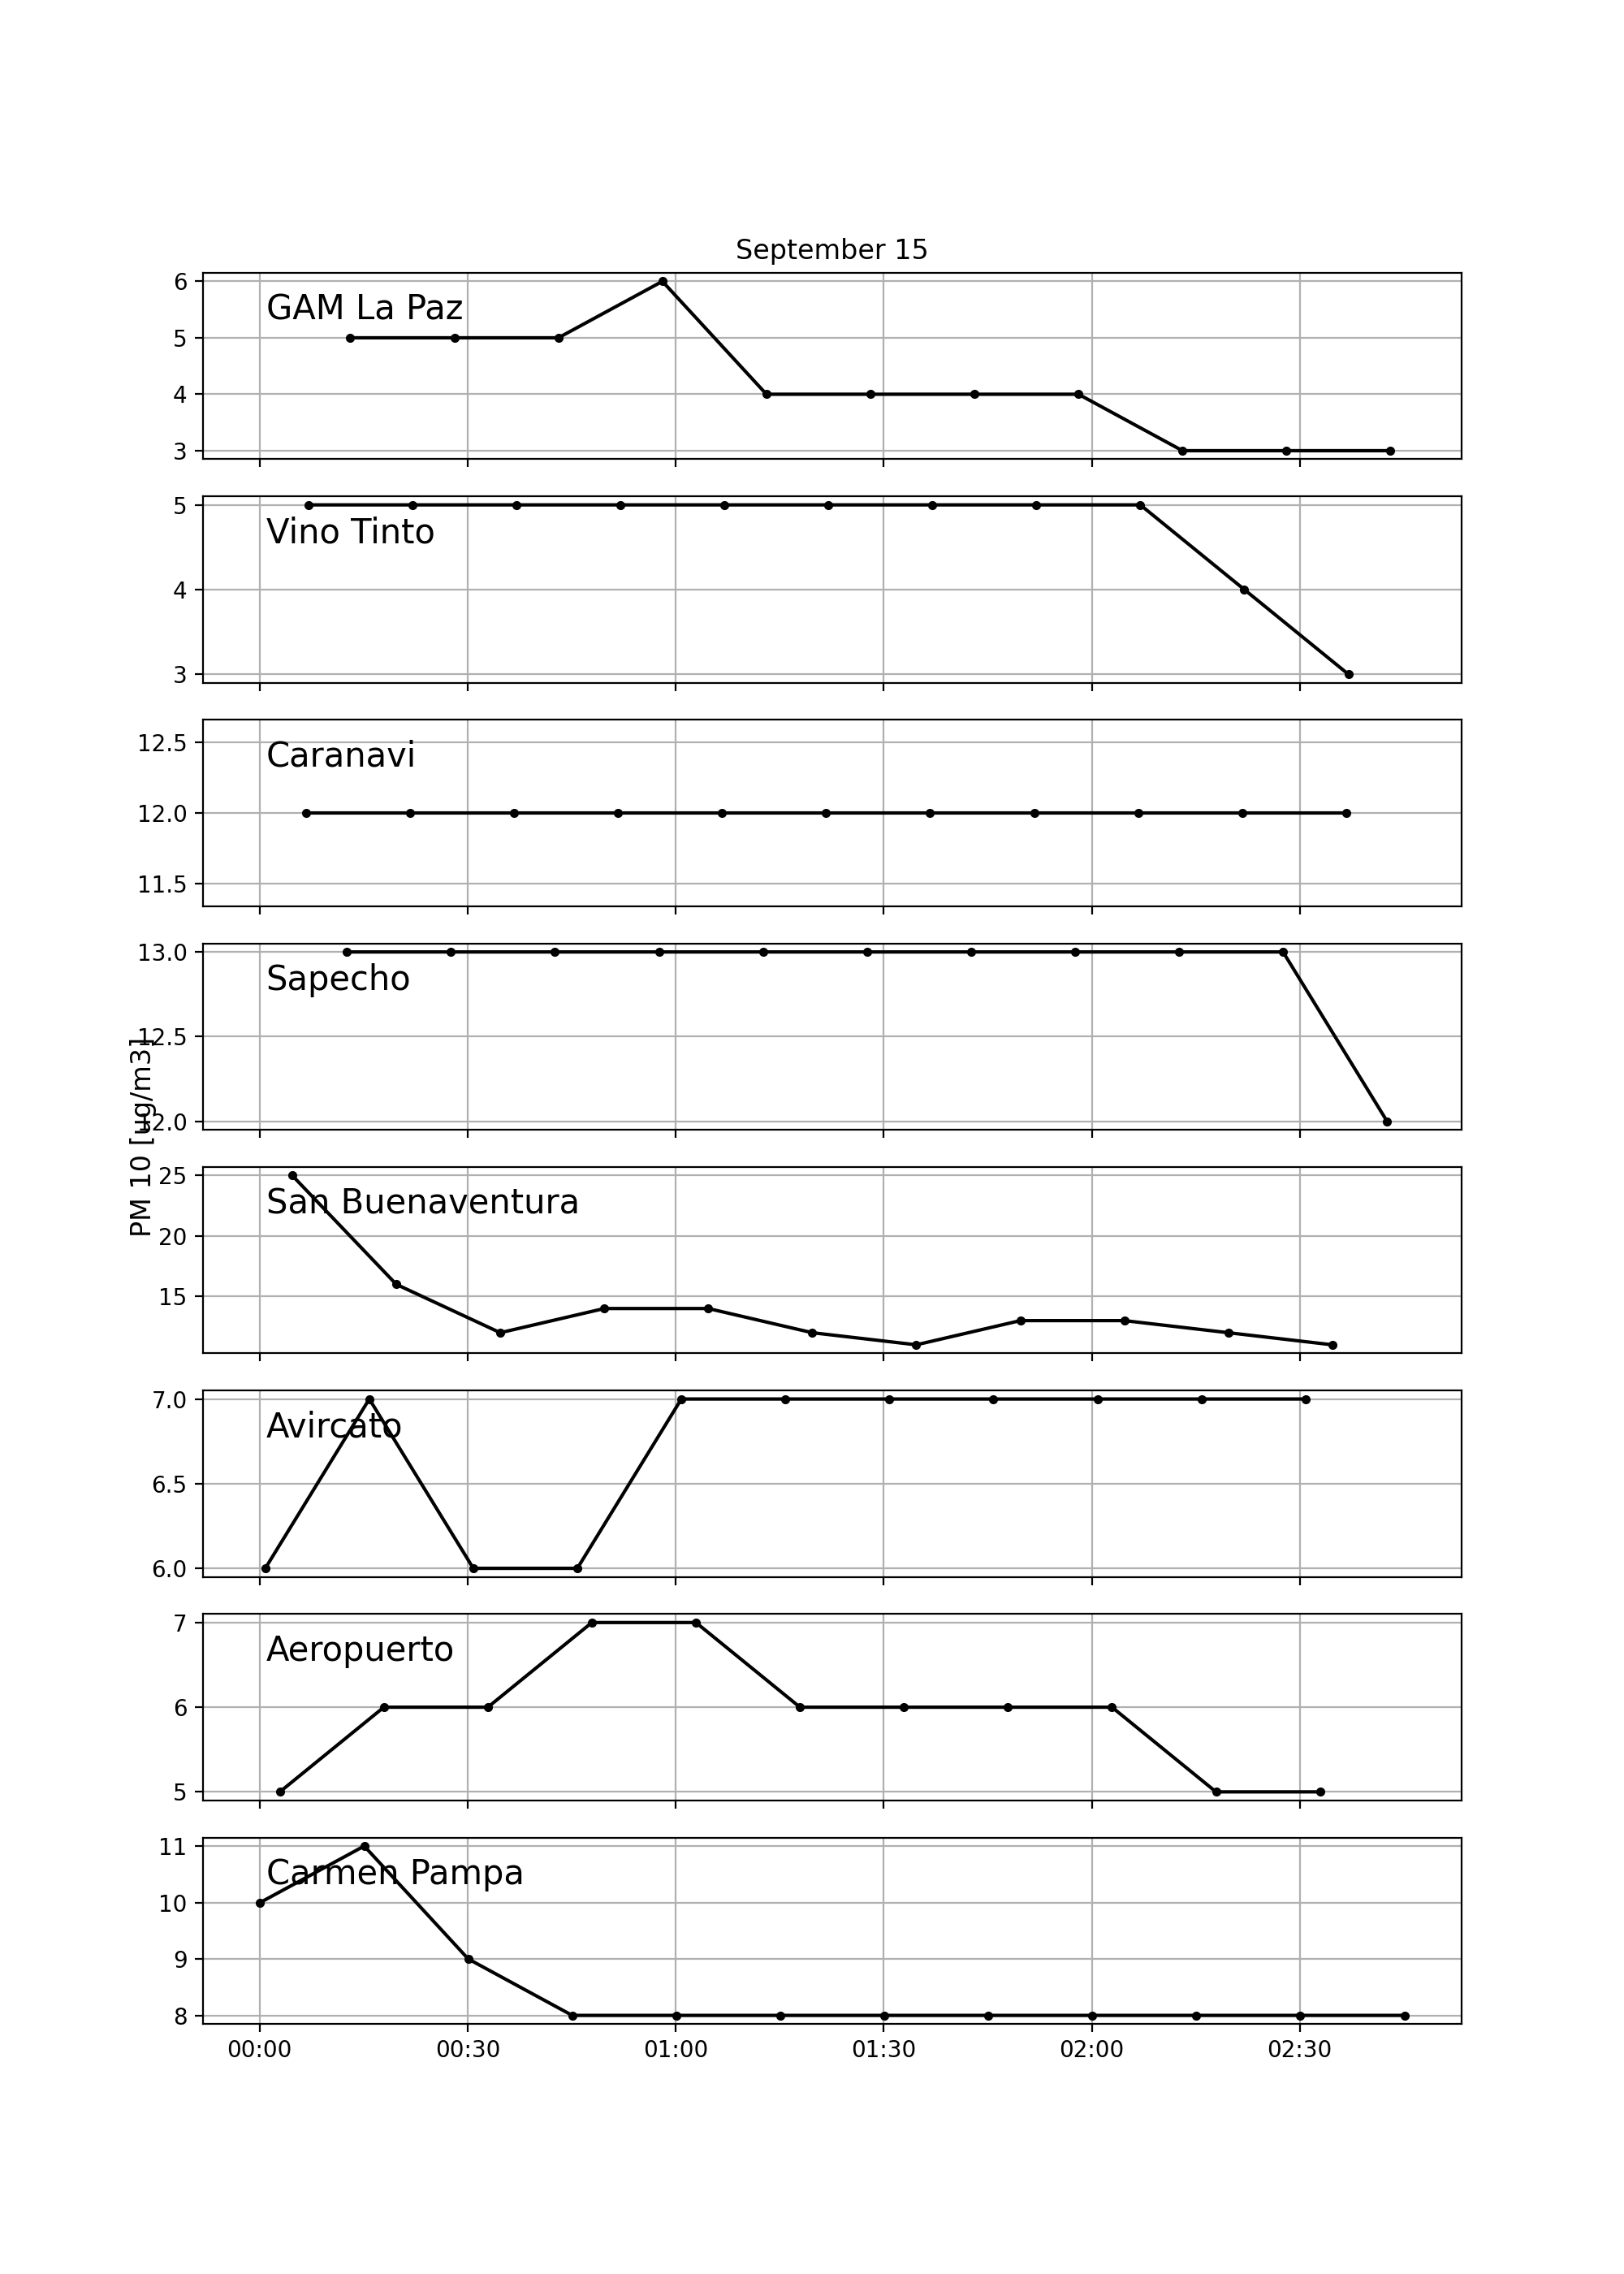 September 15
6
GAM La Paz
5
4
3
5
Vino Tinto
4
3
12.5
Caranavi
12.0
11.5
13.0
Sapecho
12.5
12.0
PM 10 [ug/m3]
25
San Buenaventura
20
15
7.0
Avircato
6.5
6.0
7
Aeropuerto
6
5
11
Carmen Pampa
10
9
8
00:00 00:30 01:00 01:30 02:00 02:30